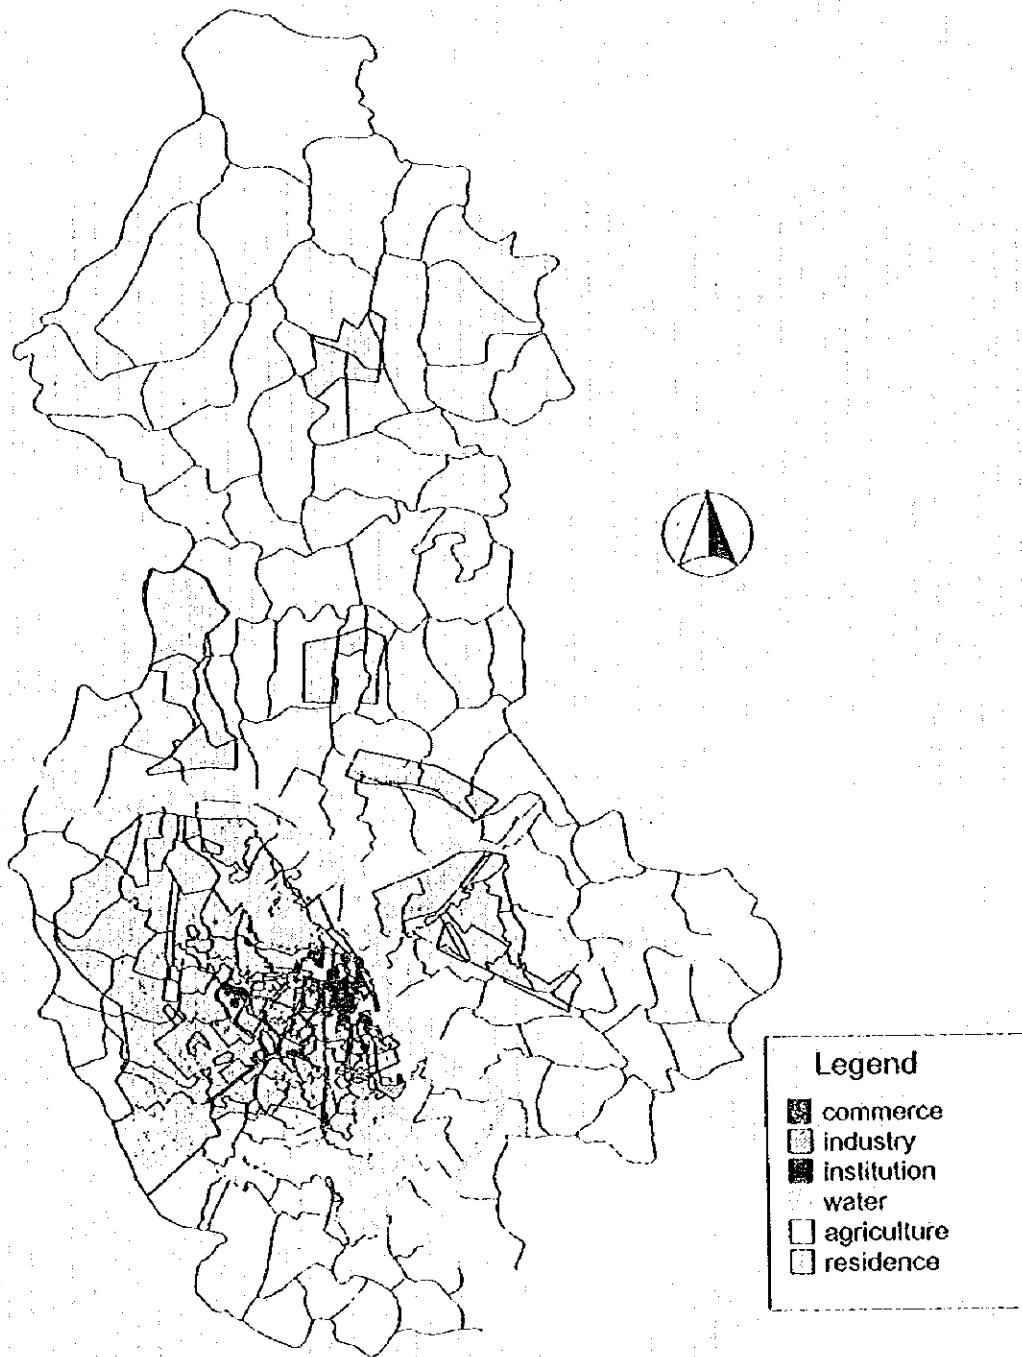 Legend
commerce
industry
institution
water
agriculture
residence